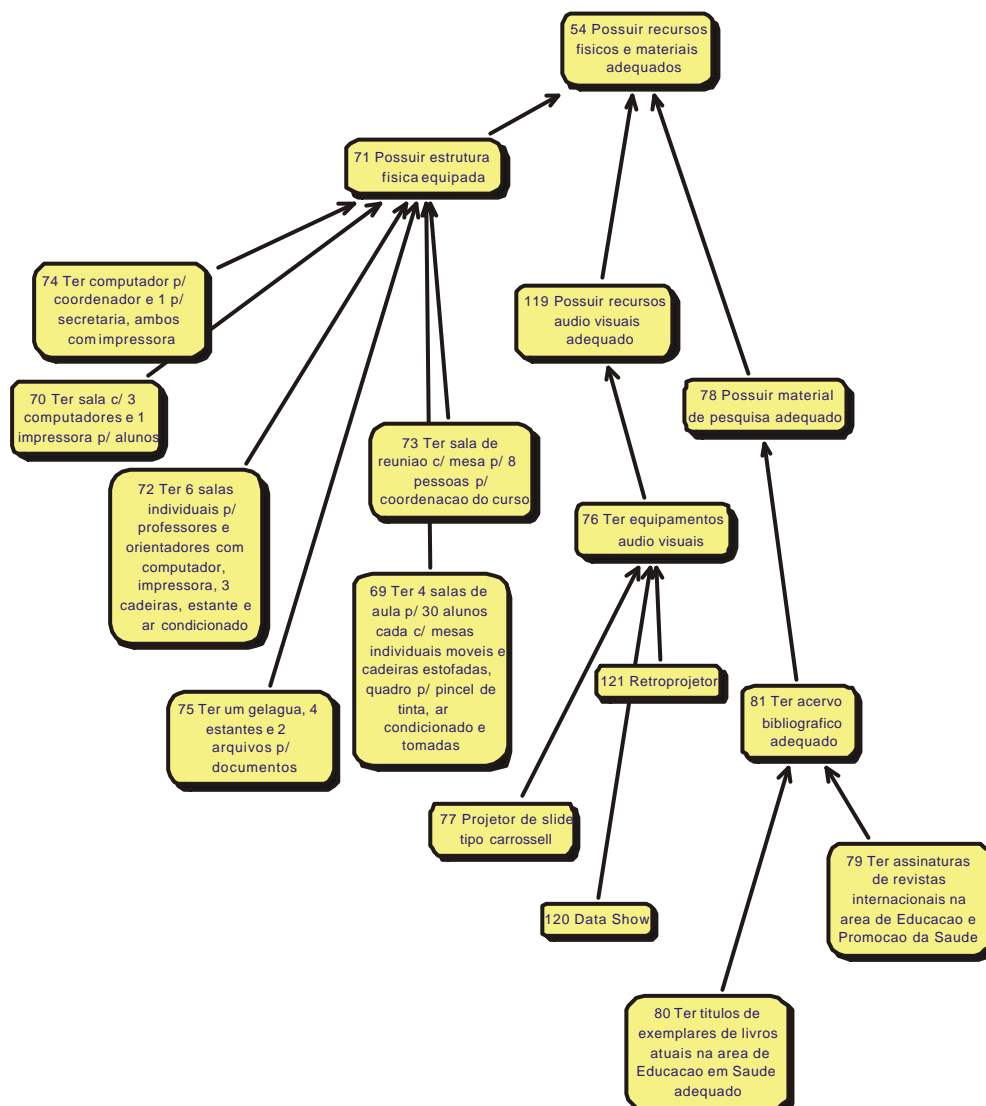 54 Possuir recursos
fisicos e materiais
adequados
71 Possuir estrutura
fisica equipada
74 Ter computador p/
coordenador e 1 p/
secretaria, ambos
com impressora
119 Possuir recursos
audio visuais
adequado
70 Ter sala c/ 3
computadores e 1
impressora p/ alunos
78 Possuir material
de pesquisa adequado
73 Ter sala de
reuniao c/ mesa p/ 8
pessoas p/
coordenacao do curso
72 Ter 6 salas
individuais p/
professores e
orientadores com
computador,
impressora, 3
cadeiras, estante e
ar condicionado
76 Ter equipamentos
audio visuais
69 Ter 4 salas de
aula p/ 30 alunos
cada c/ mesas
individuais moveis e
cadeiras estofadas,
quadro p/ pincel de
tinta, ar
condicionado e
tomadas
121 Retroprojetor
75 Ter um gelagua, 4
estantes e 2
arquivos p/
documentos
81 Ter acervo
bibliografico
adequado
77 Projetor de slide
tipo carrossell
79 Ter assinaturas
de revistas
internacionais na
area de Educacao e
Promocao da Saude
120 Data Show
80 Ter titulos de
exemplares de livros
atuais na area de
Educacao em Saude
adequado